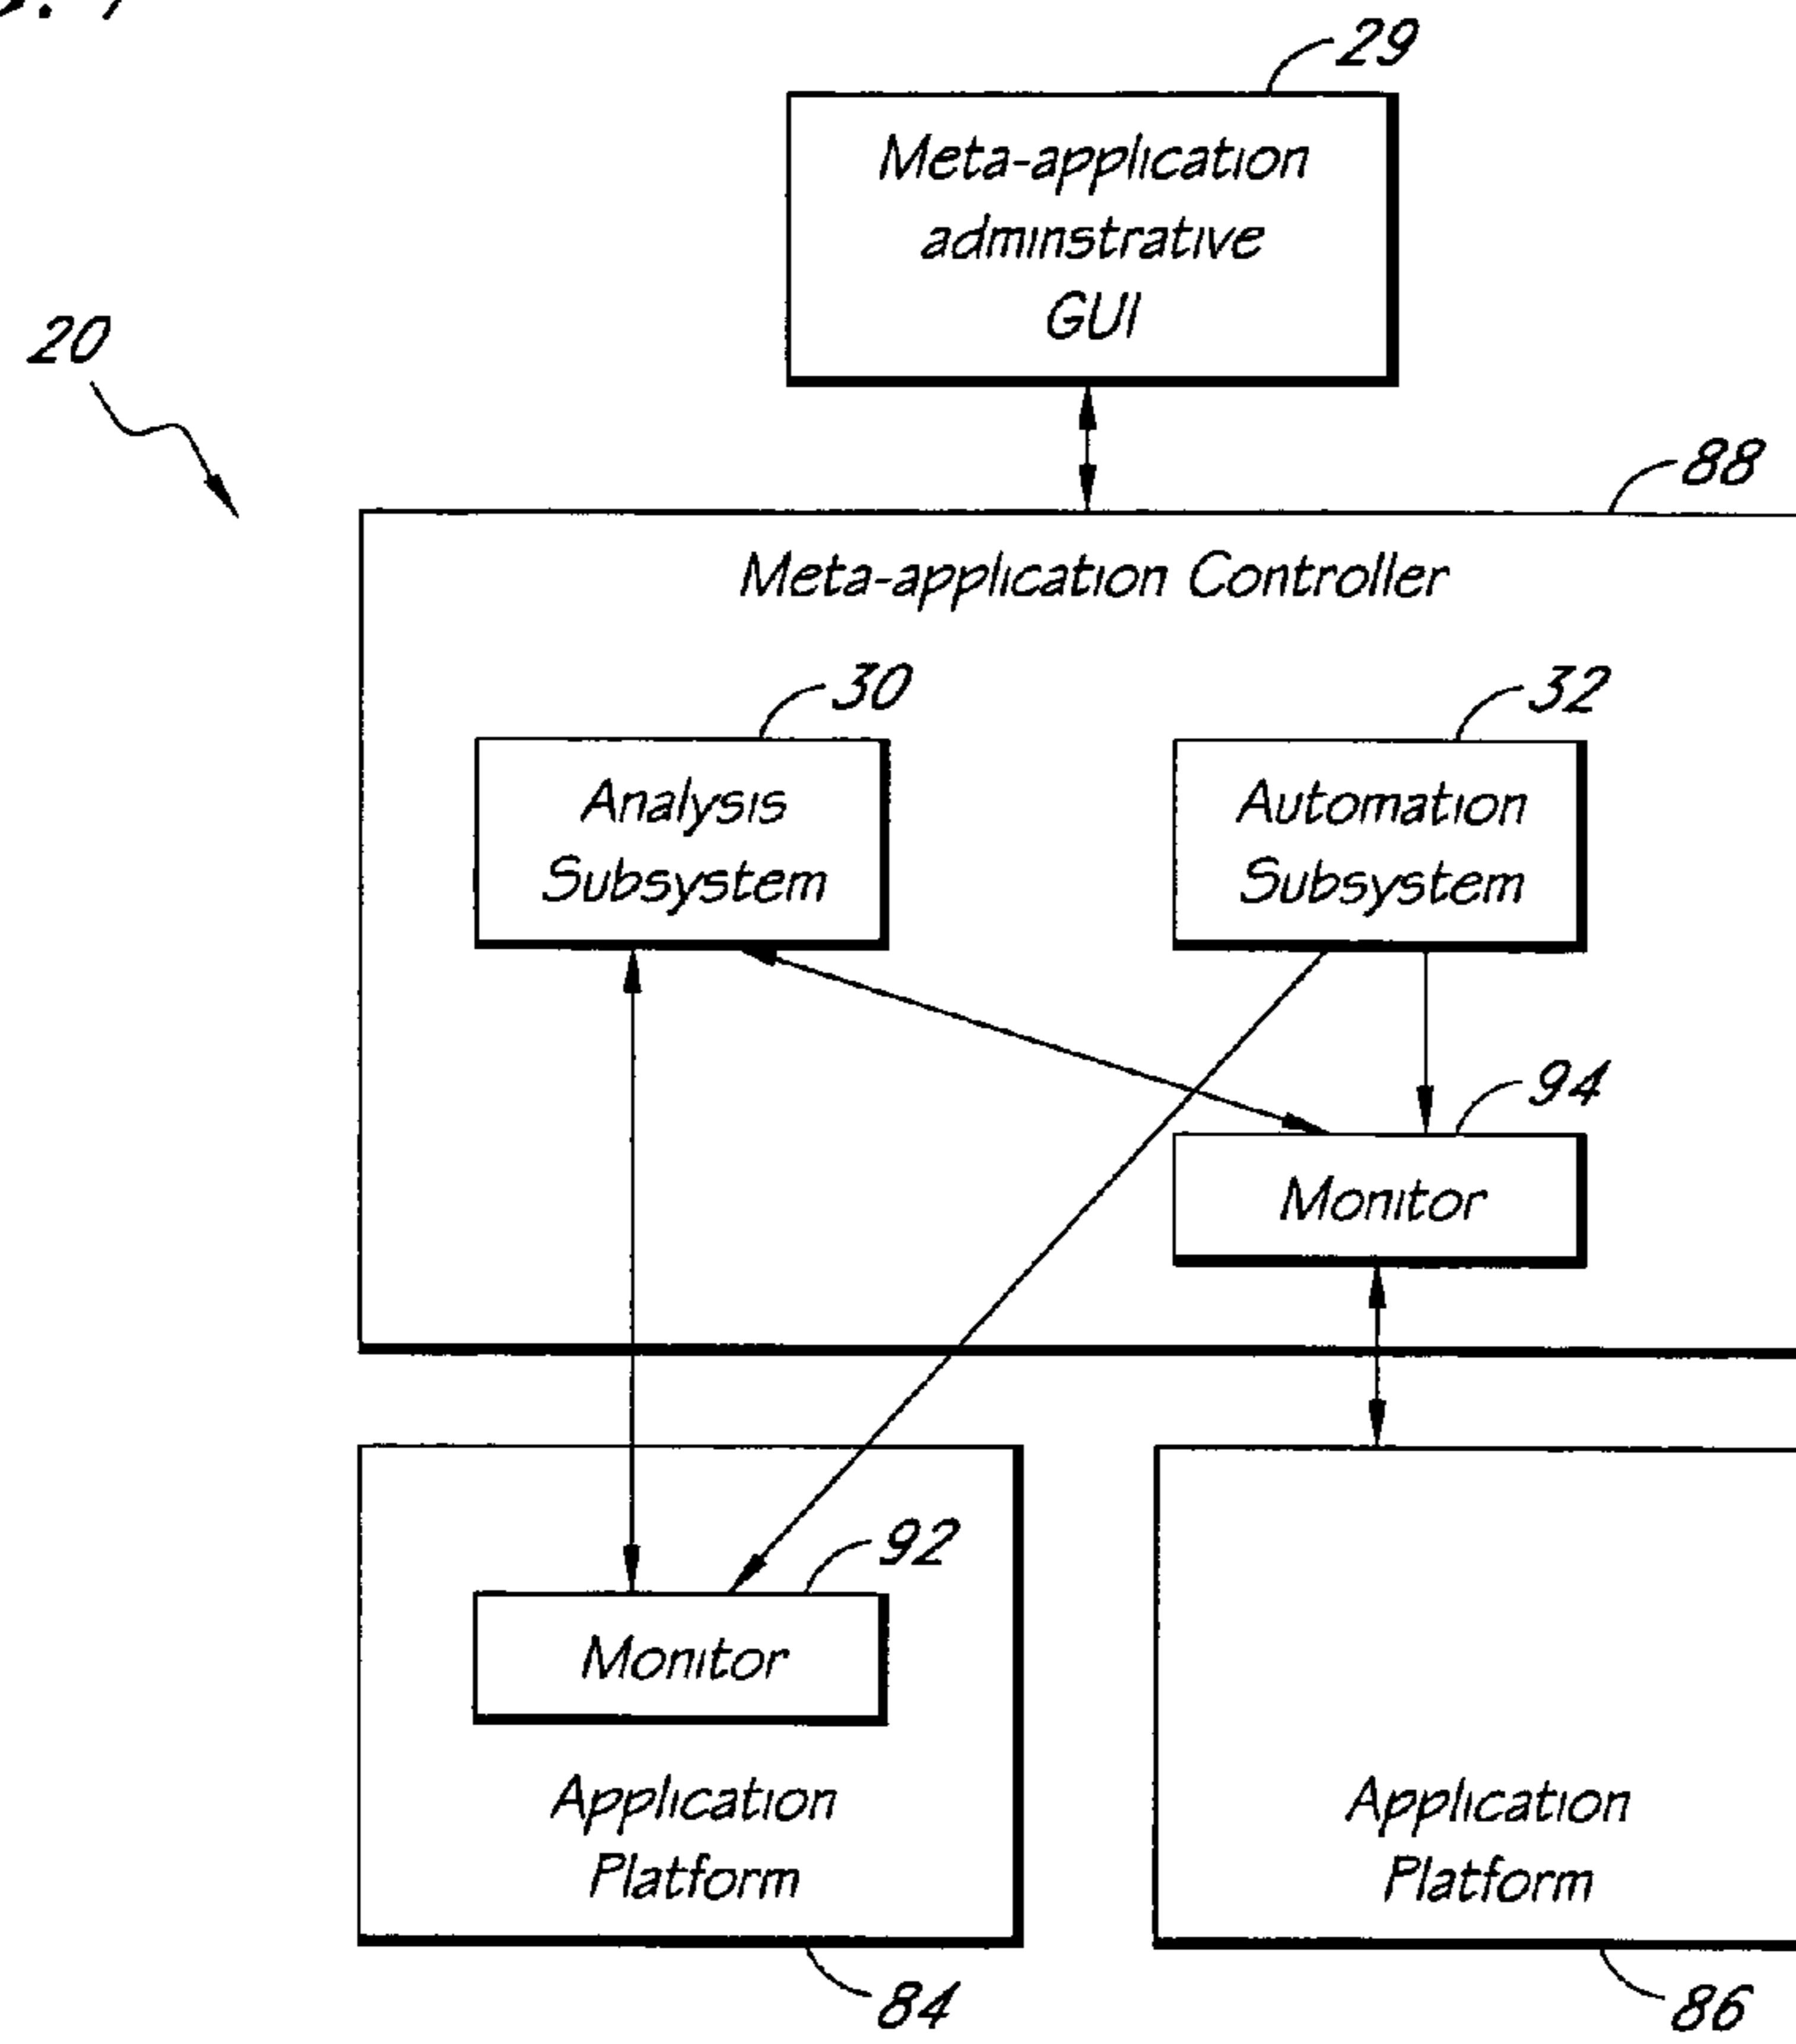 29
Meta-application
adminstrative
GUI
20
88
Meta-application Controller
30
32
Analysis
Subsystem
Automation
Subsystem
94
Monitor
92
Monitor
Application
Platform
Application
Platform
84
86